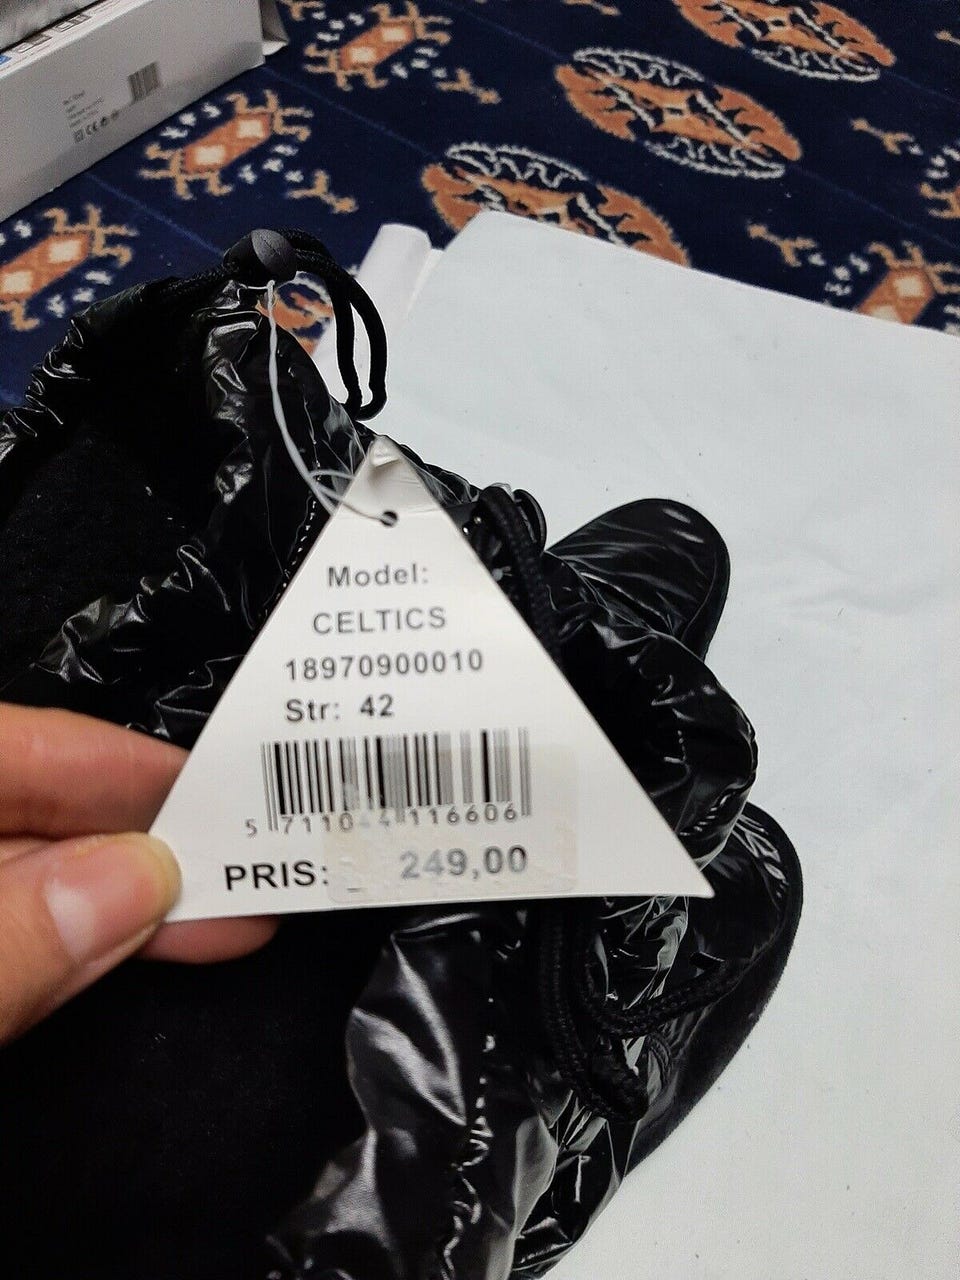 Model:
CELTICS
18970900010
Str: 42
5 711044 116606
PRIS: 249,00